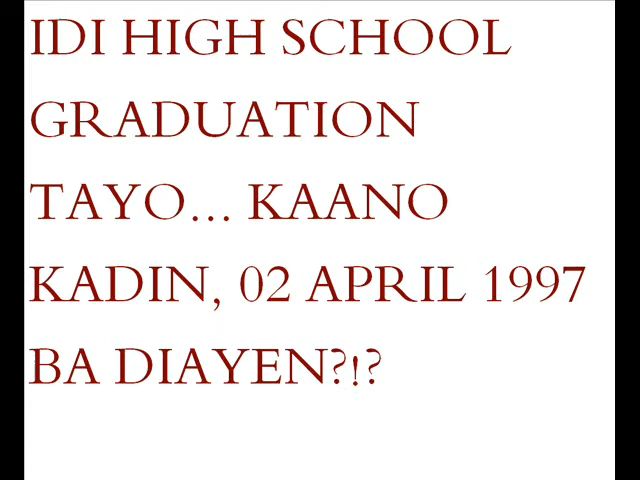 IDI HIGH SCHOOL
GRADUATION
TAYO... KAANO
KADIN, 02 APRIL 1997
BA DIAYEN?!?